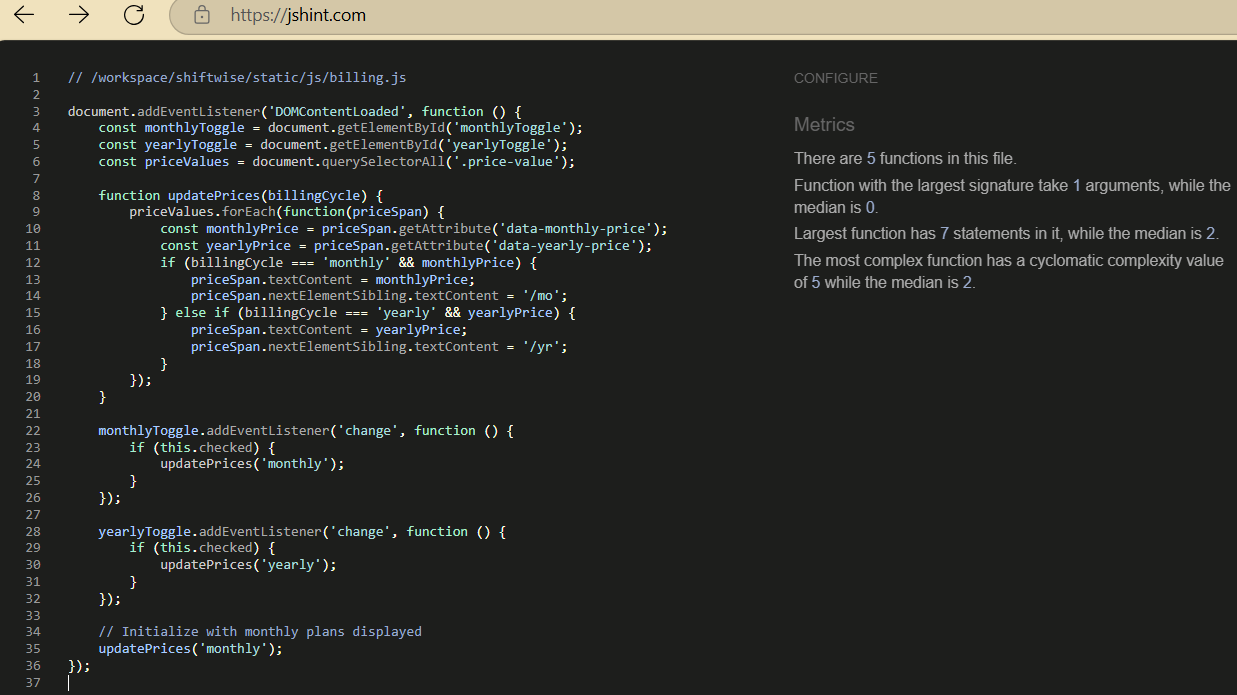 https://jshint.com
1 // /workspace/shiftwise/static/js/billing.js
2
3 document.addEventListener('DOMContentLoaded', function () {
4     const monthlyToggle = document.getElementById('monthlyToggle');
5     const yearlyToggle = document.getElementById('yearlyToggle');
6     const priceValues = document.querySelectorAll('.price-value');
7
8     function updatePrices(billingCycle) {
9         priceValues.forEach(function(priceSpan) {
10             const monthlyPrice = priceSpan.getAttribute('data-monthly-price');
11             const yearlyPrice = priceSpan.getAttribute('data-yearly-price');
12             if (billingCycle === 'monthly' && monthlyPrice) {
13                 priceSpan.textContent = monthlyPrice;
14                 priceSpan.nextElementSibling.textContent = '/mo';
15             } else if (billingCycle === 'yearly' && yearlyPrice) {
16                 priceSpan.textContent = yearlyPrice;
17                 priceSpan.nextElementSibling.textContent = '/yr';
18             }
19         });
20     }
21
22     monthlyToggle.addEventListener('change', function () {
23         if (this.checked) {
24             updatePrices('monthly');
25         }
26     });
27
28     yearlyToggle.addEventListener('change', function () {
29         if (this.checked) {
30             updatePrices('yearly');
31         }
32     });
33
34     // Initialize with monthly plans displayed
35     updatePrices('monthly');
36 });
37
CONFIGURE
Metrics
There are 5 functions in this file.
Function with the largest signature take 1 arguments, while the
median is 0.
Largest function has 7 statements in it, while the median is 2.
The most complex function has a cyclomatic complexity value
of 5 while the median is 2.